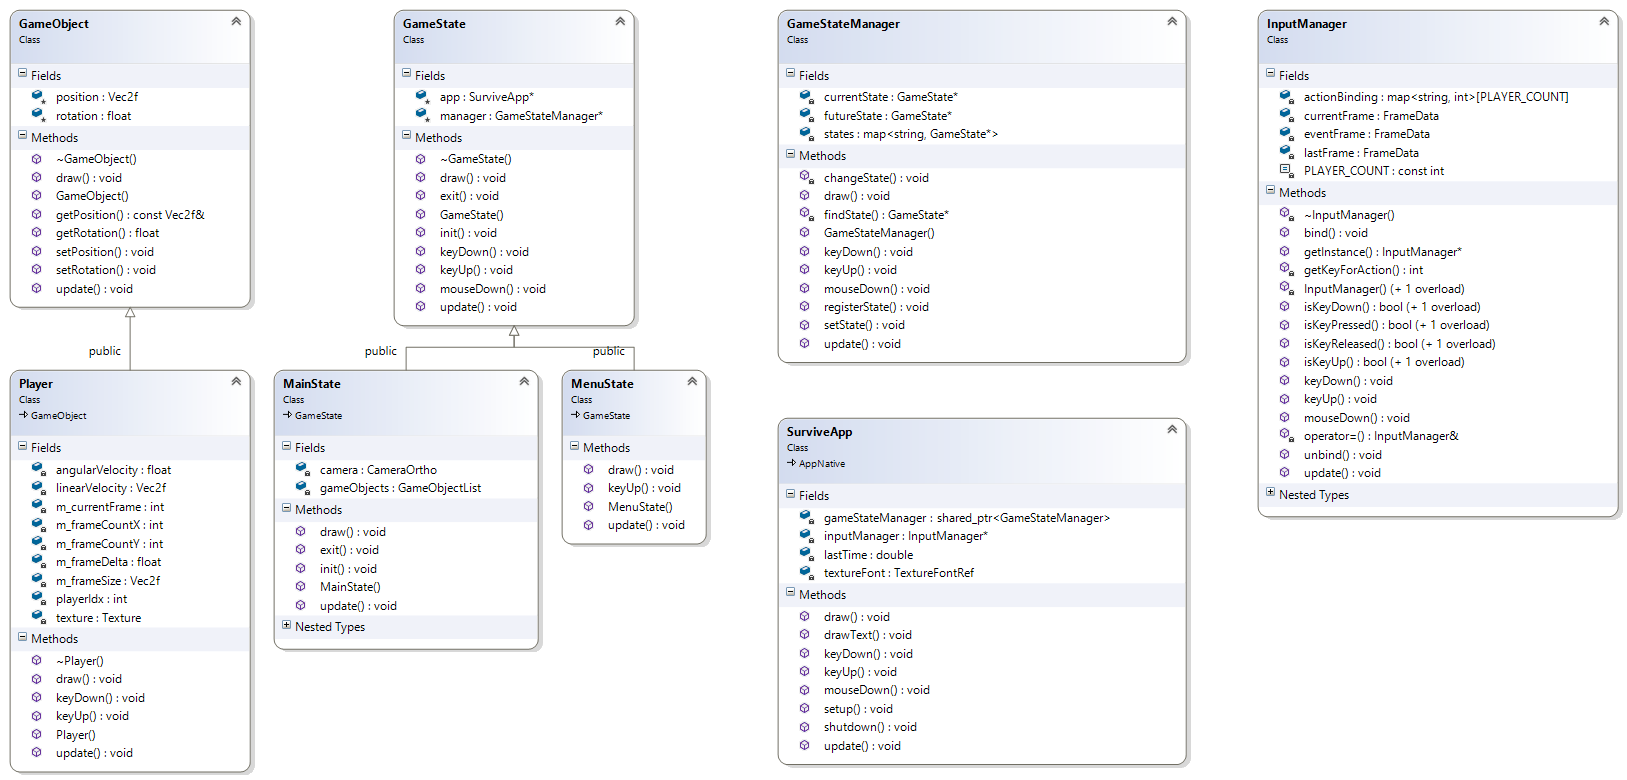 GameObject
Class
Fields
position : Vec2f
rotation : float
Methods
~GameObject()
draw() : void
GameObject()
getPosition() : const Vec2f&
getRotation() : float
setPosition() : void
setRotation() : void
update() : void
GameState
Class
Fields
app : SurviveApp*
manager : GameStateManager*
Methods
~GameState()
draw() : void
exit() : void
GameState()
init() : void
keyDown() : void
keyUp() : void
mouseDown() : void
update() : void
GameStateManager
Class
Fields
currentState : GameState*
futureState : GameState*
states : map<string, GameState*>
Methods
changeState() : void
draw() : void
findState() : GameState*
GameStateManager()
keyDown() : void
keyUp() : void
mouseDown() : void
registerState() : void
setState() : void
update() : void
InputManager
Class
Fields
actionBinding : map<string, int>[PLAYER_COUNT]
currentFrame : FrameData
eventFrame : FrameData
lastFrame : FrameData
PLAYER_COUNT : const int
Methods
~InputManager()
bind() : void
getInstance() : InputManager*
getKeyForAction() : int
InputManager() (+ 1 overload)
isKeyDown() : bool (+ 1 overload)
isKeyPressed() : bool (+ 1 overload)
isKeyReleased() : bool (+ 1 overload)
isKeyUp() : bool (+ 1 overload)
keyDown() : void
keyUp() : void
mouseDown() : void
operator=() : InputManager&
unbind() : void
update() : void
Nested Types
public
public
public
Player
Class
GameObject
Fields
angularVelocity : float
linearVelocity : Vec2f
m_currentFrame : int
m_frameCountX : int
m_frameCountY : int
m_frameDelta : float
m_frameSize : Vec2f
playerIdx : int
texture : Texture
Methods
~Player()
draw() : void
keyDown() : void
keyUp() : void
Player()
update() : void
MainState
Class
GameState
Fields
camera : CameraOrtho
gameObjects : GameObjectList
Methods
draw() : void
exit() : void
init() : void
MainState()
update() : void
Nested Types
MenuState
Class
GameState
Methods
draw() : void
keyUp() : void
MenuState()
update() : void
SurviveApp
Class
AppNative
Fields
gameStateManager : shared_ptr<GameStateManager>
inputManager : InputManager*
lastTime : double
textureFont : TextureFontRef
Methods
draw() : void
drawText() : void
keyDown() : void
keyUp() : void
mouseDown() : void
setup() : void
shutdown() : void
update() : void